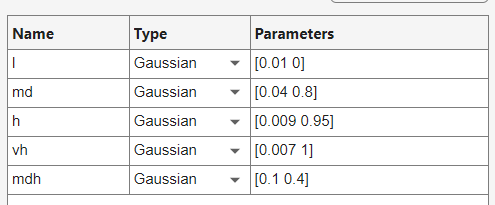 Name Type Parameters
l Gaussian [0.01 0]
md Gaussian [0.04 0.8]
h Gaussian [0.009 0.95]
vh Gaussian [0.007 1]
mdh Gaussian [0.1 0.4]